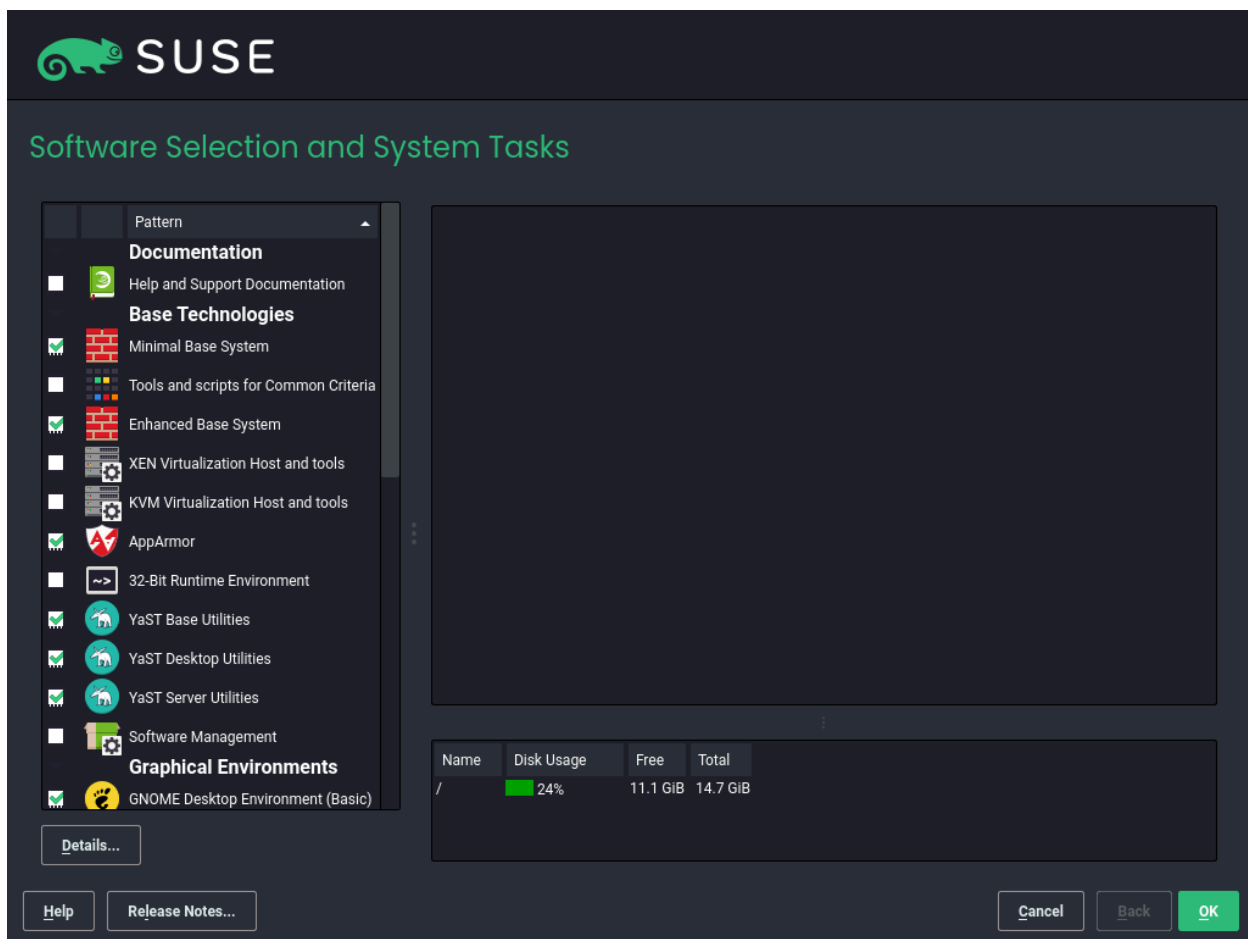 SUSE
Software Selection and System Tasks
Pattern
Documentation
Help and Support Documentation
Base Technologies
Minimal Base System
Tools and scripts for Common Criteria
Enhanced Base System
XEN Virtualization Host and tools
KVM Virtualization Host and tools
AppArmor
32-Bit Runtime Environment
YaST Base Utilities
YaST Desktop Utilities
YaST Server Utilities
Software Management
Graphical Environments
GNOME Desktop Environment (Basic)
Name Disk Usage Free Total
/ 24% 11.1 GiB 14.7 GiB
Details...
Help Release Notes... Cancel Back OK